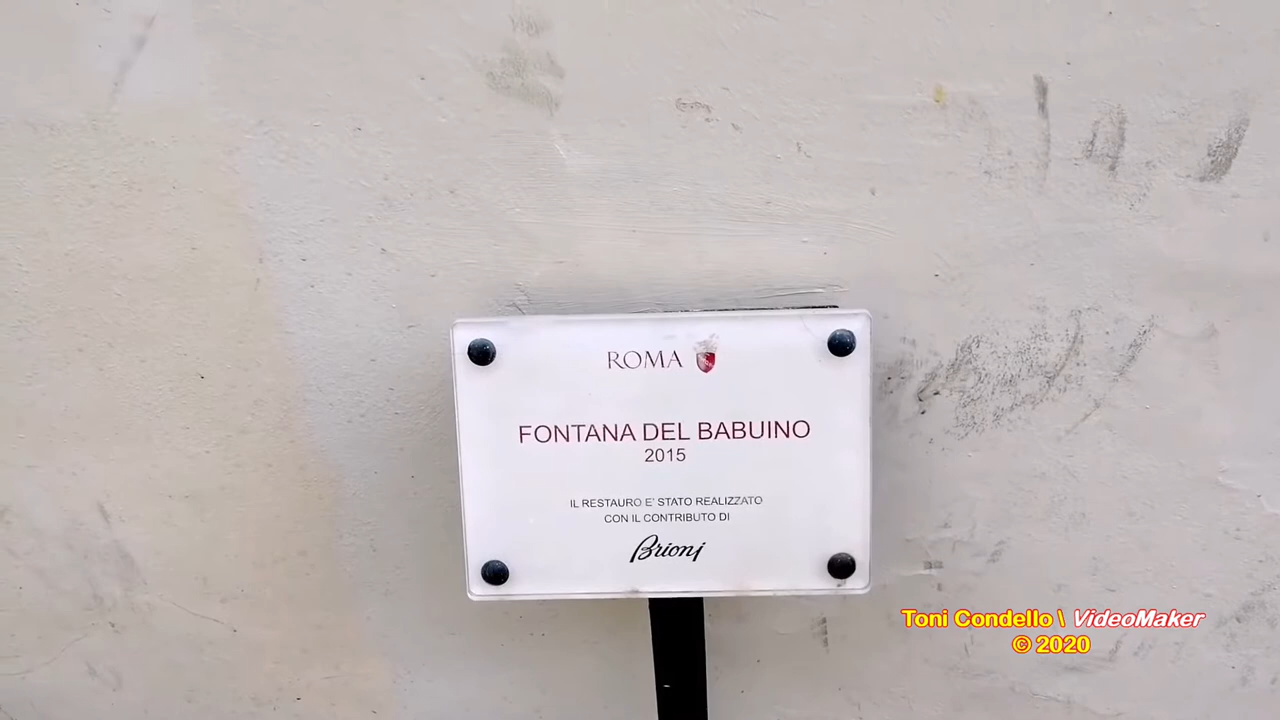 ROMA
FONTANA DEL BABUINO
2015
IL RESTAURO E' STATO REALIZZATO
CON IL CONTRIBUTO DI
Brioni
Toni Condello \ VideoMaker
© 2020